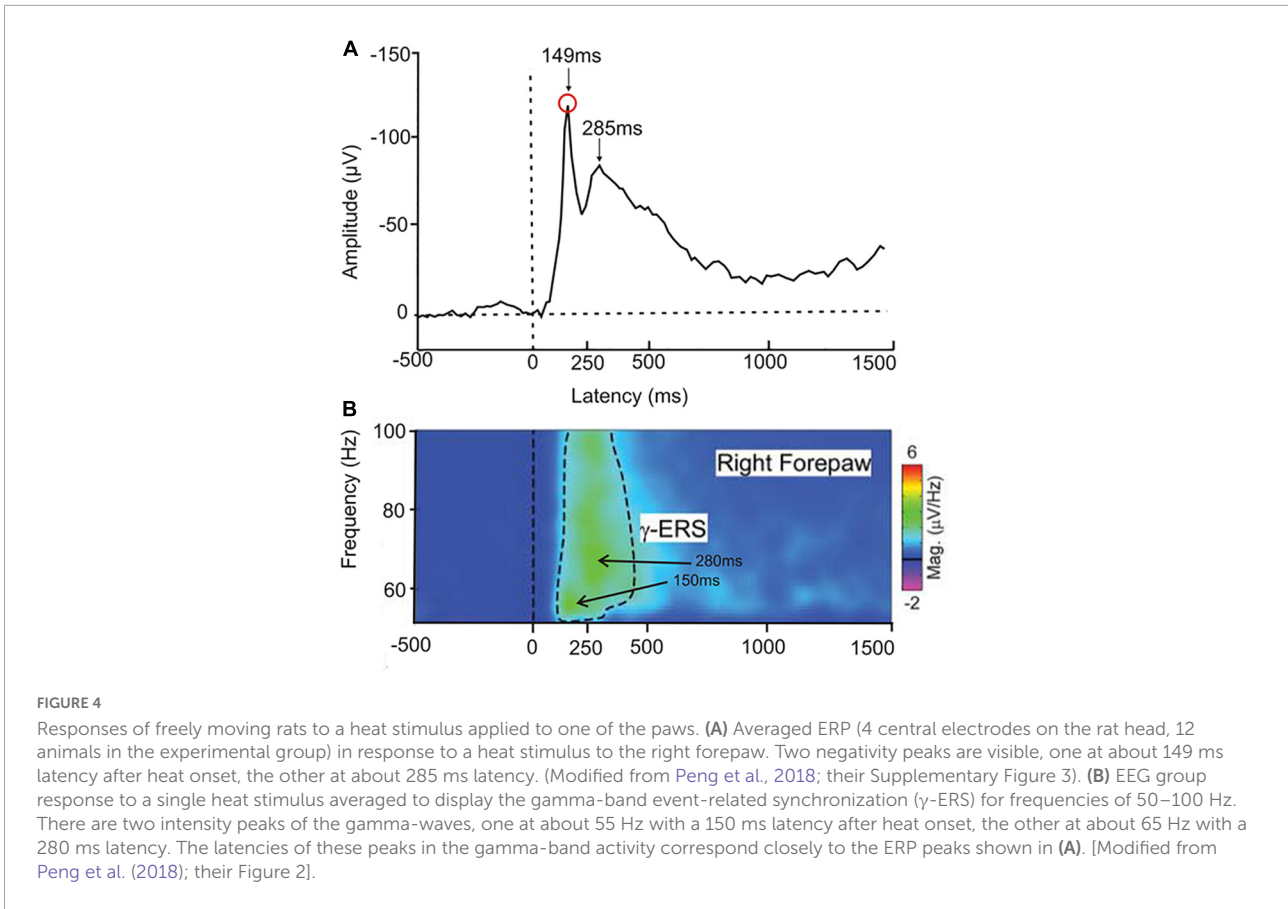 A
-150
149ms
-100
285ms
-50
0
Amplitude (µV)
-500
0
250
500
1000
1500
Latency (ms)
B
100
Right Forepaw
6
80
γ-ERS
280ms
150ms
60
Frequency (Hz)
Mag. (µV/Hz)
-2
-500
0
250
500
1000
1500
FIGURE 4
Responses of freely moving rats to a heat stimulus applied to one of the paws. (A) Averaged ERP (4 central electrodes on the rat head, 12
animals in the experimental group) in response to a heat stimulus to the right forepaw. Two negativity peaks are visible, one at about 149 ms
latency after heat onset, the other at about 285 ms latency. (Modified from Peng et al., 2018; their Supplementary Figure 3). (B) EEG group
response to a single heat stimulus averaged to display the gamma-band event-related synchronization (γ-ERS) for frequencies of 50–100 Hz.
There are two intensity peaks of the gamma-waves, one at about 55 Hz with a 150 ms latency after heat onset, the other at about 65 Hz with a
280 ms latency. The latencies of these peaks in the gamma-band activity correspond closely to the ERP peaks shown in (A). [Modified from
Peng et al. (2018); their Figure 2].